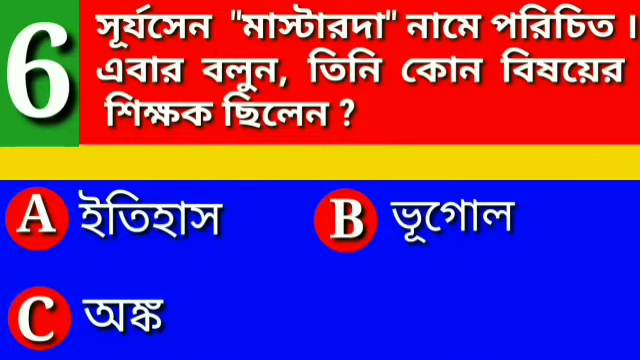 6
সূর্যসেন "মাস্টারদা" নামে পরিচিত ।
এবার বলুন, তিনি কোন বিষয়ের
শিক্ষক ছিলেন ?
A ইতিহাস
B ভূগোল
C অঙ্ক